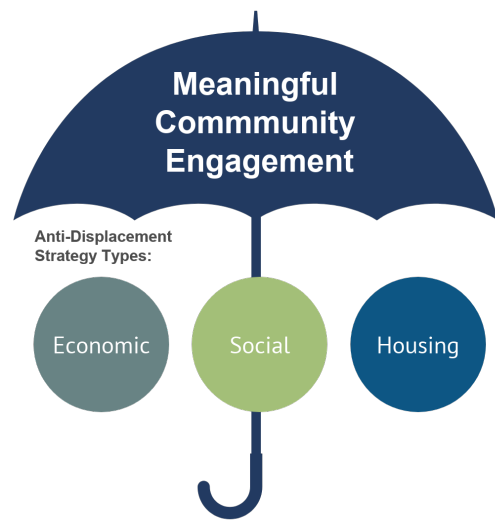 Meaningful
Commmunity
Engagement
Anti-Displacement
Strategy Types:
Economic
Social
Housing